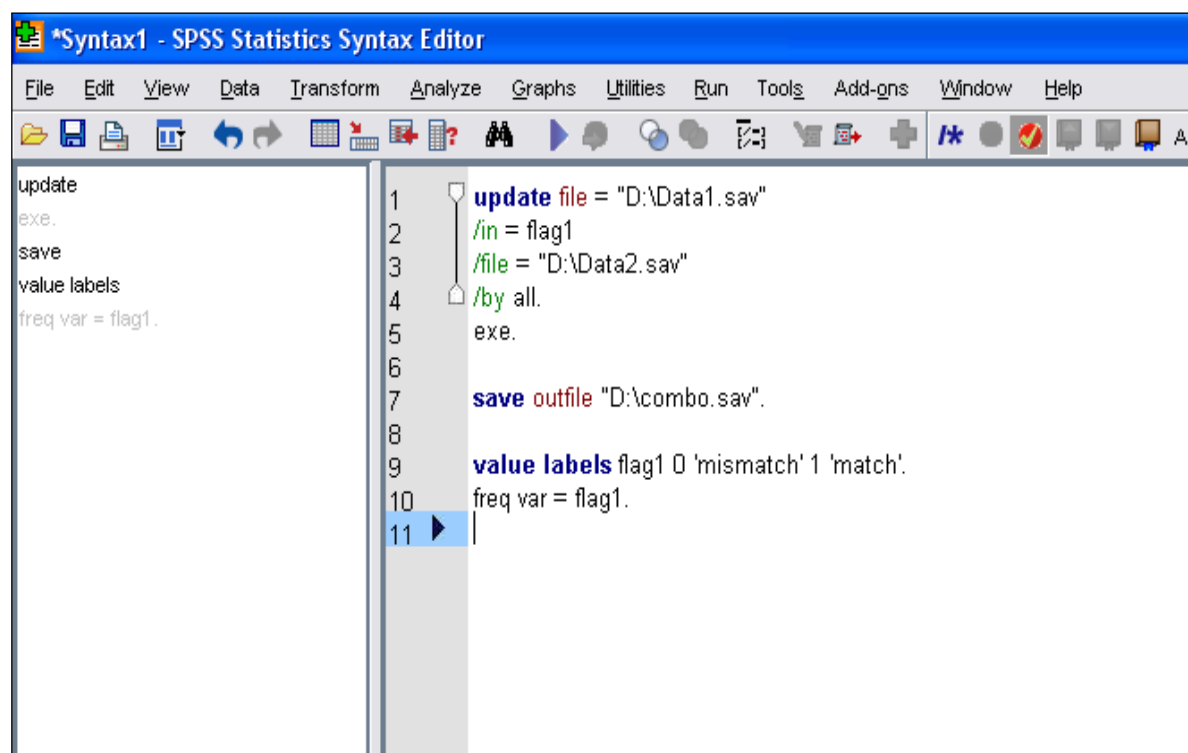 *Syntax1 - SPSS Statistics Syntax Editor
File Edit View Data Transform Analyze Graphs Utilities Run Tools Add-ons Window Help
A
update
exe.
save
value labels
freq var = flag1.
1 update file = "D:\Data1.sav"
2 /in = flag1
3 /file = "D:\Data2.sav"
4 /by all.
5 exe.
6
7 save outfile "D:\combo.sav".
8
9 value labels flag1 0 'mismatch' 1 'match'.
10 freq var = flag1.
11